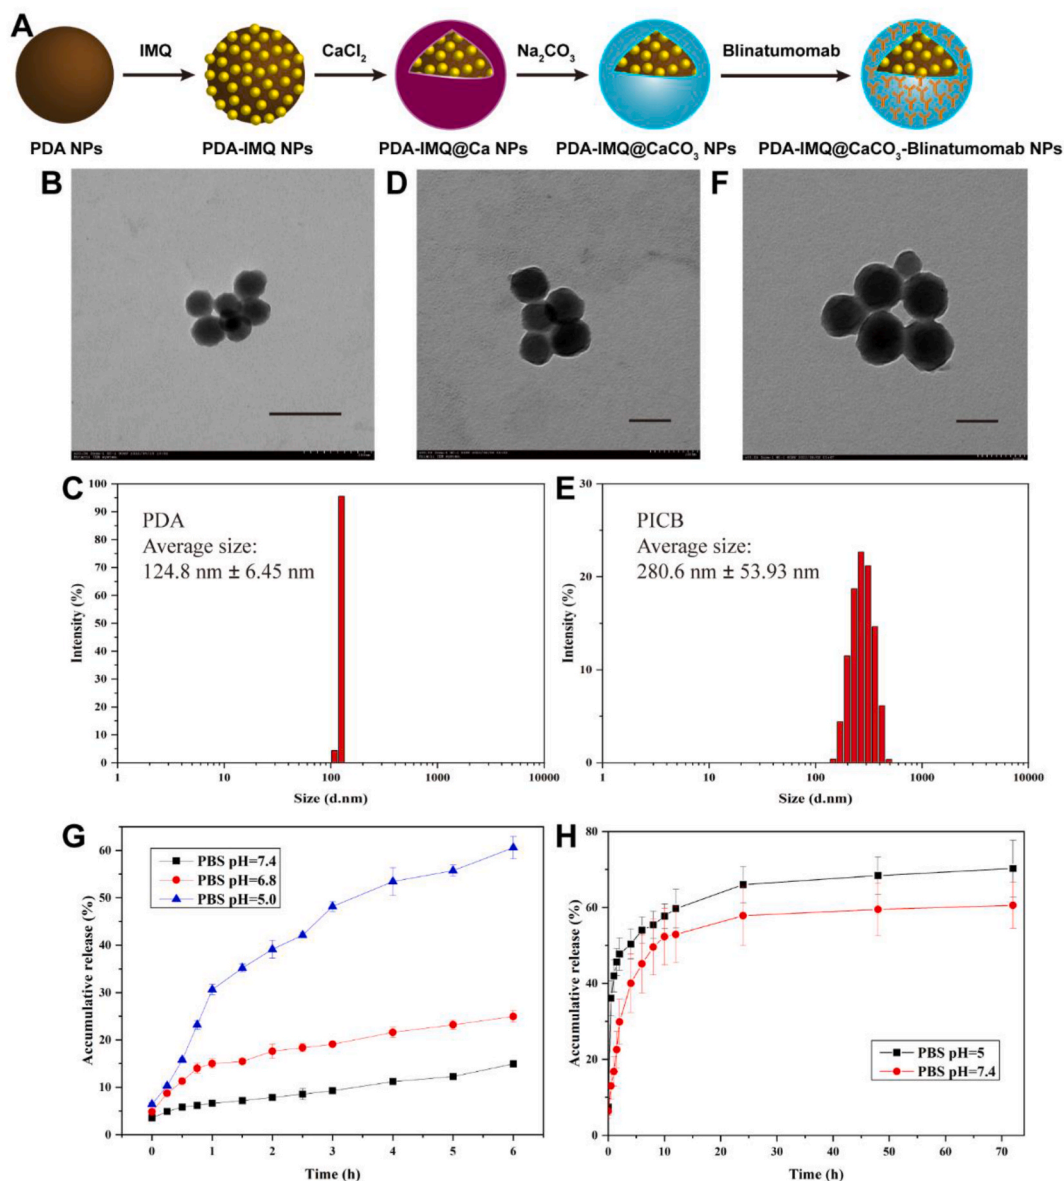 A
IMQ
CaCl₂
Na₂CO₃
Blinatumomab
PDA NPs
PDA-IMQ NPs
PDA-IMQ@Ca NPs
PDA-IMQ@CaCO₃ NPs
PDA-IMQ@CaCO₃-Blinatumomab NPs
B
D
F
C
PDA
Average size:
124.8 nm ± 6.45 nm
Intensity (%)
100
90
80
70
60
50
40
30
20
10
0
1
10
100
1000
10000
Size (d.nm)
E
PICB
Average size:
280.6 nm ± 53.93 nm
Intensity (%)
30
20
10
0
1
10
100
1000
10000
Size (d.nm)
G
PBS pH=7.4
PBS pH=6.8
PBS pH=5.0
Accumulative release (%)
60
50
40
30
20
10
0
0
1
2
3
4
5
6
Time (h)
H
Accumulative release (%)
80
60
40
20
0
PBS pH=5
PBS pH=7.4
0
10
20
30
40
50
60
70
Time (h)